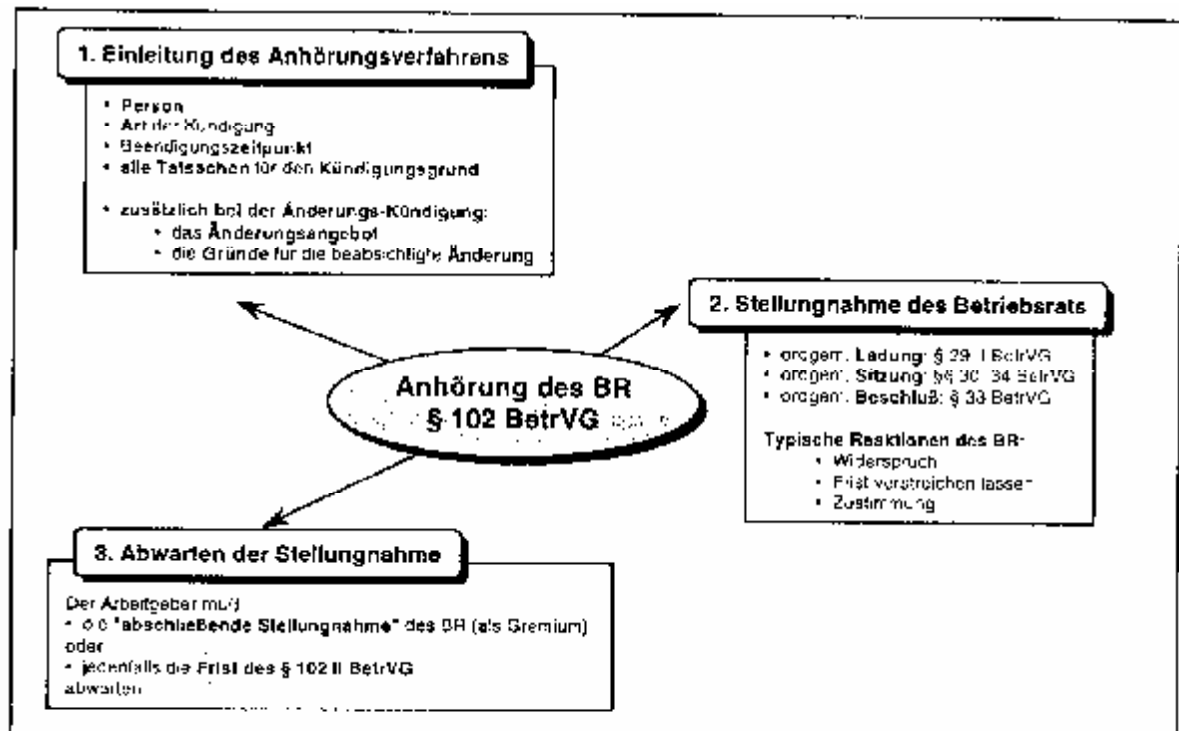 1. Einleitung des Anhörungsverfahrens
• Person
• Art der Kündigung
• Beendigungszeitpunkt
• alle Tatsachen für den Kündigungsgrund
• zusätzlich bei der Änderungs-Kündigung:
• das Änderungsangebot
• die Gründe für die beabsichtigte Änderung
2. Stellungnahme des Betriebsrats
• ordgem. Ladung: § 29 II BetrVG
• ordgem. Sitzung: §§ 30, 34 BetrVG
• ordgem. Beschluß: § 33 BetrVG
Typische Reaktionen des BR:
• Widerspruch
• Frist verstreichen lassen
• Zustimmung
Anhörung des BR
§ 102 BetrVG
3. Abwarten der Stellungnahme
Der Arbeitgeber muß
• die "abschließende Stellungnahme" des BR (als Gremium)
oder
• jedenfalls die Frist des § 102 II BetrVG
abwarten